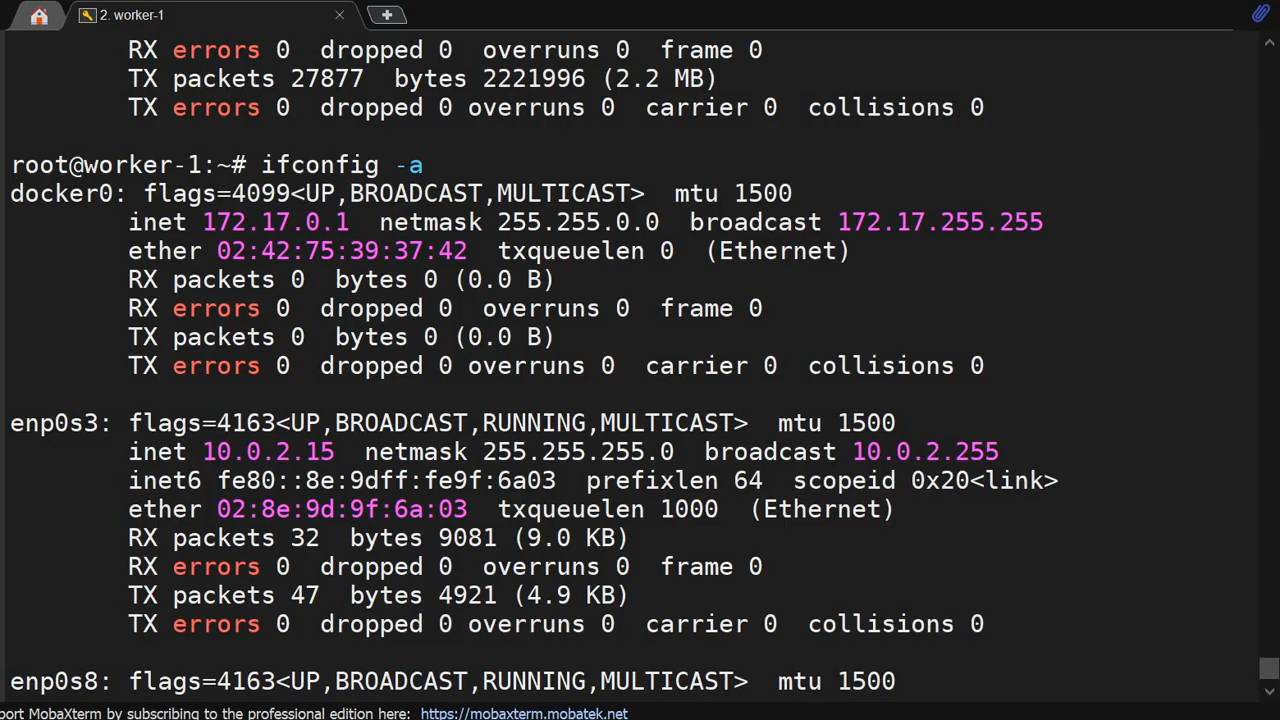 2. worker-1
RX errors 0  dropped 0  overruns 0  frame 0
TX packets 27877  bytes 2221996 (2.2 MB)
TX errors 0  dropped 0 overruns 0  carrier 0  collisions 0
root@worker-1:~# ifconfig -a
docker0: flags=4099<UP,BROADCAST,MULTICAST>  mtu 1500
inet 172.17.0.1  netmask 255.255.0.0  broadcast 172.17.255.255
ether 02:42:75:39:37:42  txqueuelen 0  (Ethernet)
RX packets 0  bytes 0 (0.0 B)
RX errors 0  dropped 0  overruns 0  frame 0
TX packets 0  bytes 0 (0.0 B)
TX errors 0  dropped 0 overruns 0  carrier 0  collisions 0
enp0s3: flags=4163<UP,BROADCAST,RUNNING,MULTICAST>  mtu 1500
inet 10.0.2.15  netmask 255.255.255.0  broadcast 10.0.2.255
inet6 fe80::8e:9dff:fe9f:6a03  prefixlen 64  scopeid 0x20<link>
ether 02:8e:9d:9f:6a:03  txqueuelen 1000  (Ethernet)
RX packets 32  bytes 9081 (9.0 KB)
RX errors 0  dropped 0  overruns 0  frame 0
TX packets 47  bytes 4921 (4.9 KB)
TX errors 0  dropped 0 overruns 0  carrier 0  collisions 0
enp0s8: flags=4163<UP,BROADCAST,RUNNING,MULTICAST>  mtu 1500
port MobaXterm by subscribing to the professional edition here: https://mobaxterm.mobatek.net